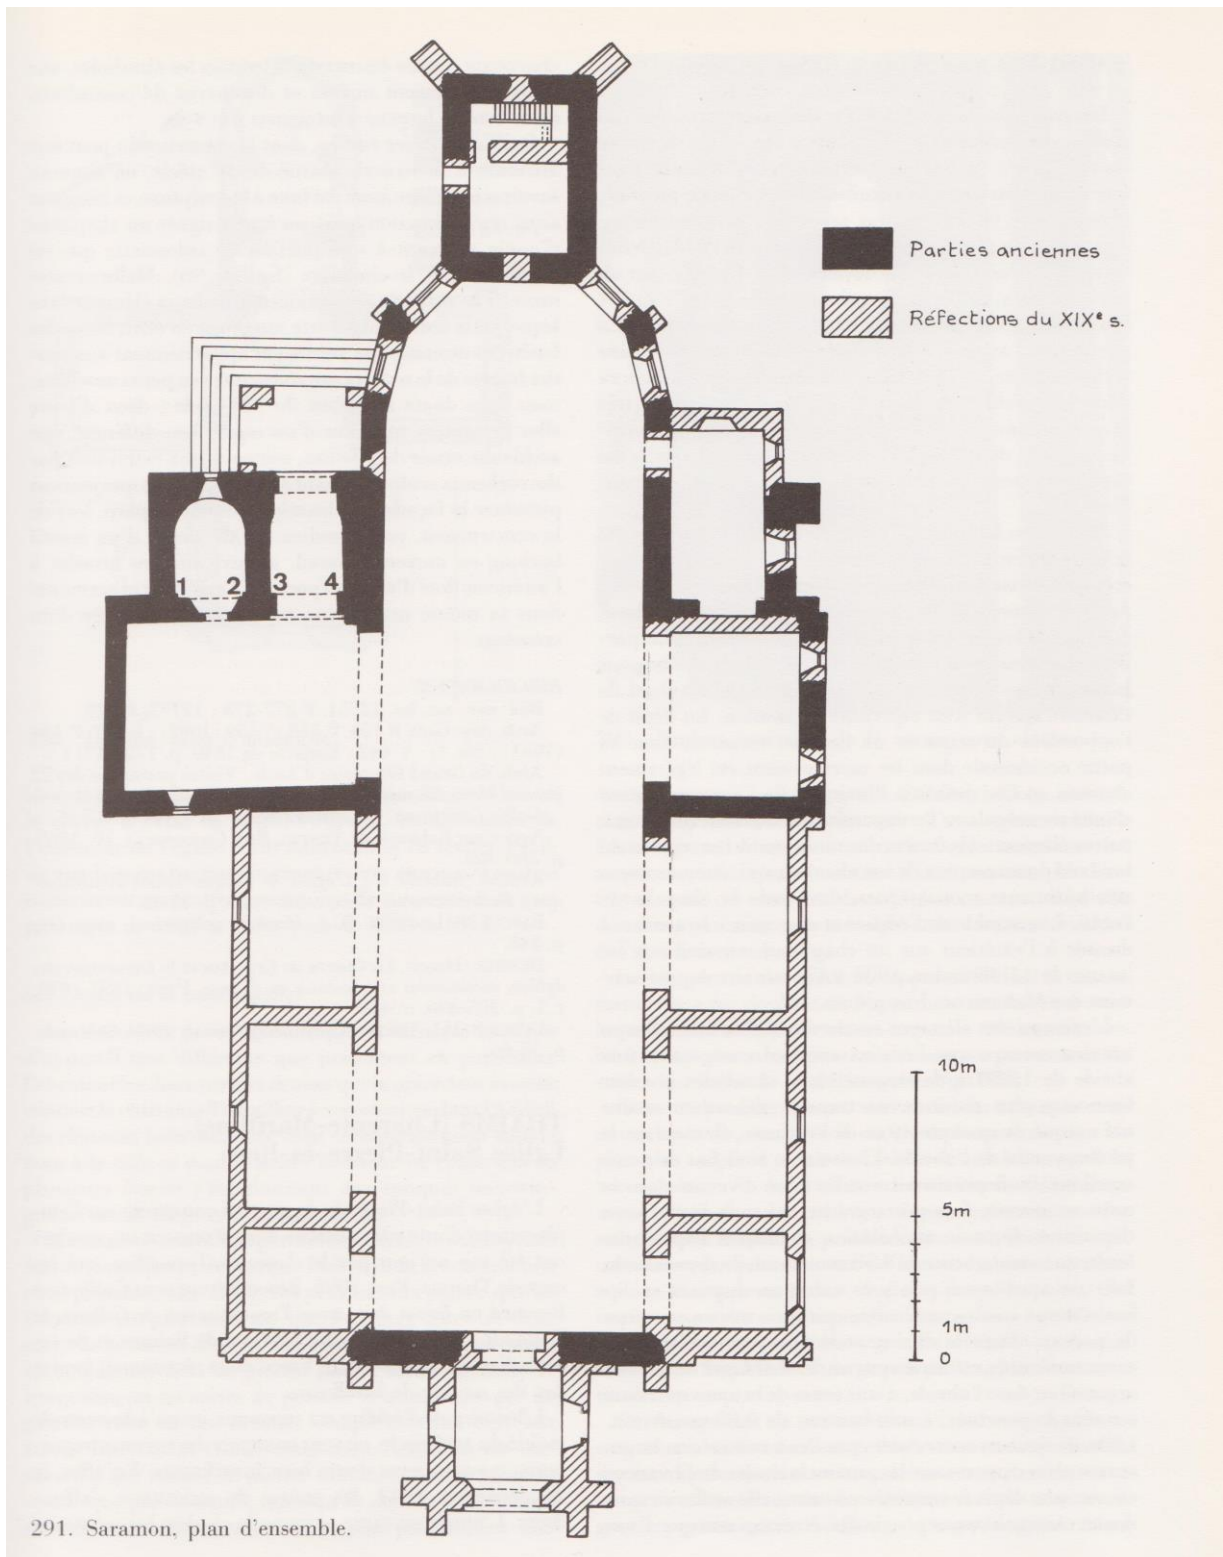 Parties anciennes
Réfections du XIXe s.
1 2 3 4
10m
5m
1m
0
291. Saramon, plan d'ensemble.